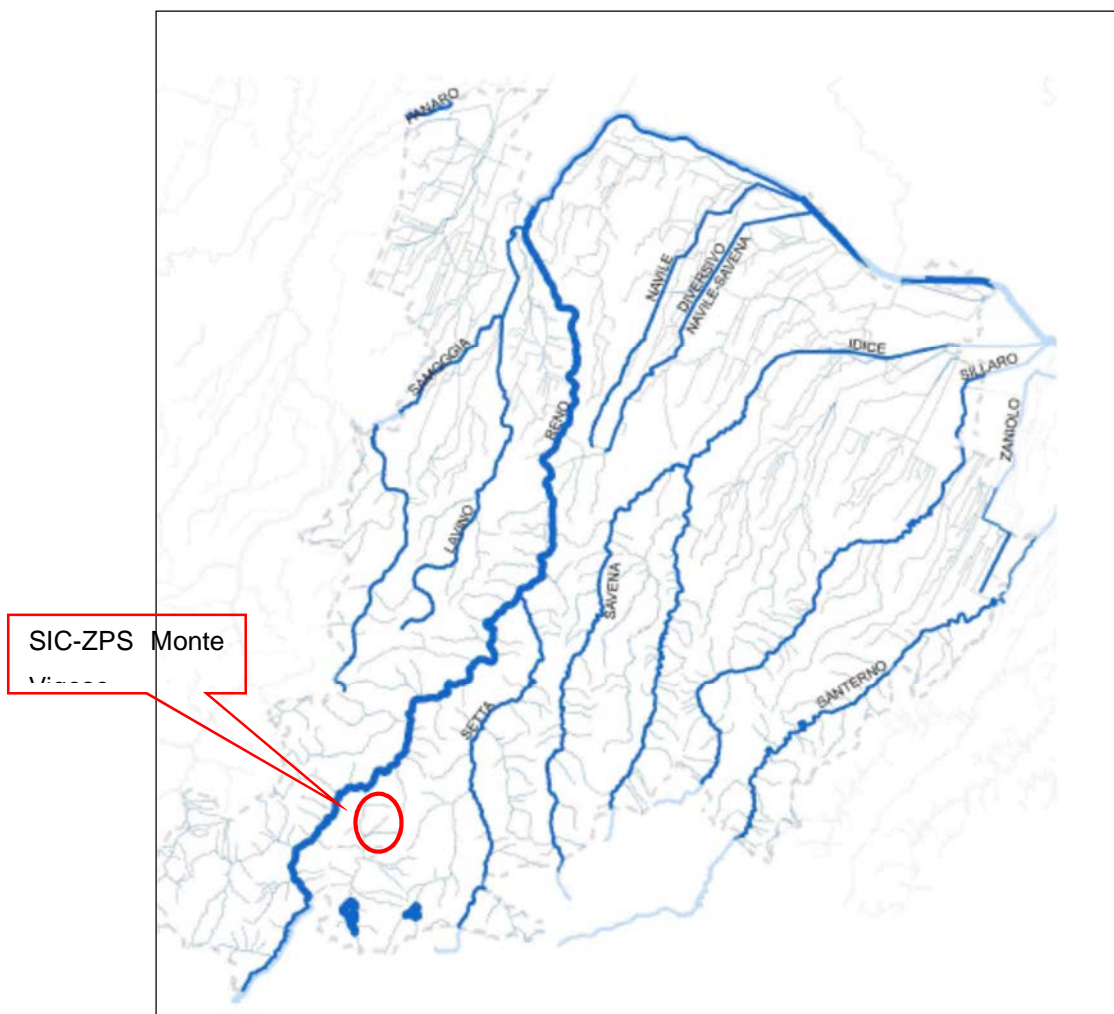 PANARO
NAVILE
DIVERSIVO
NAVILE-SAVENA
SAMOGGIA
IDICE
SILLARO
RENO
ZANIOLO
LAVINO
SAVENA
SIC-ZPS Monte
SANTERNO
SETTA